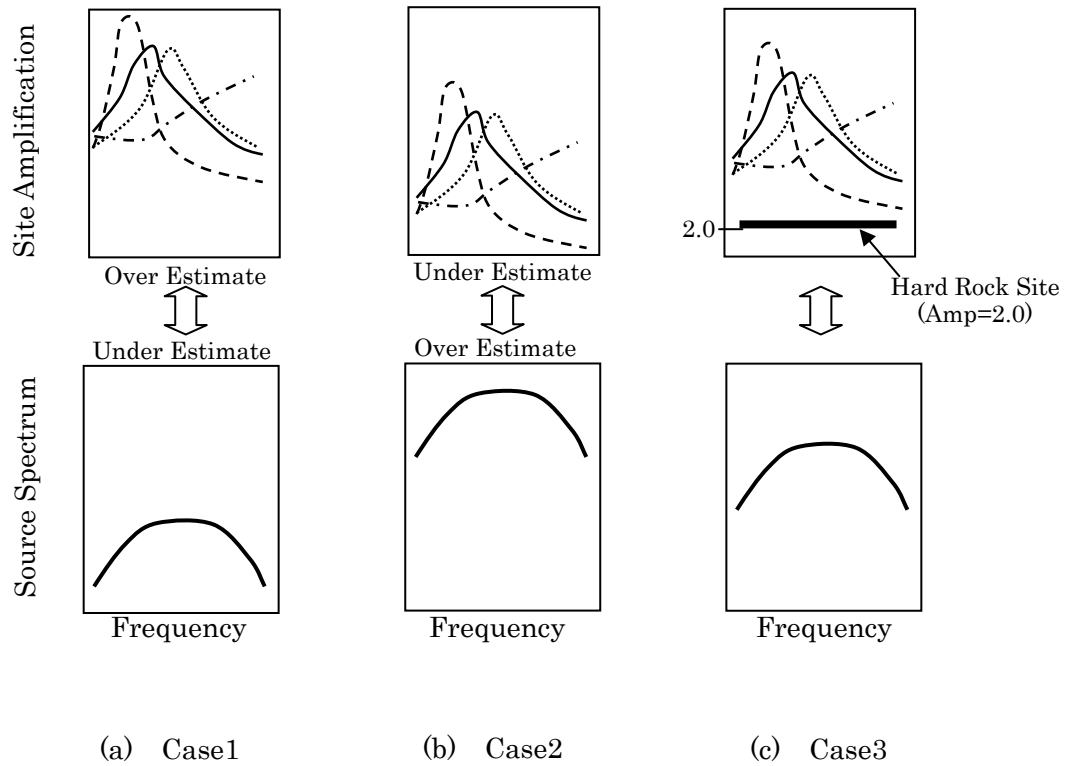 Site Amplification
Over Estimate
Under Estimate
Source Spectrum
Frequency
Under Estimate
Over Estimate
Frequency
2.0
Hard Rock Site
(Amp=2.0)
Frequency
(a) Case1
(b) Case2
(c) Case3